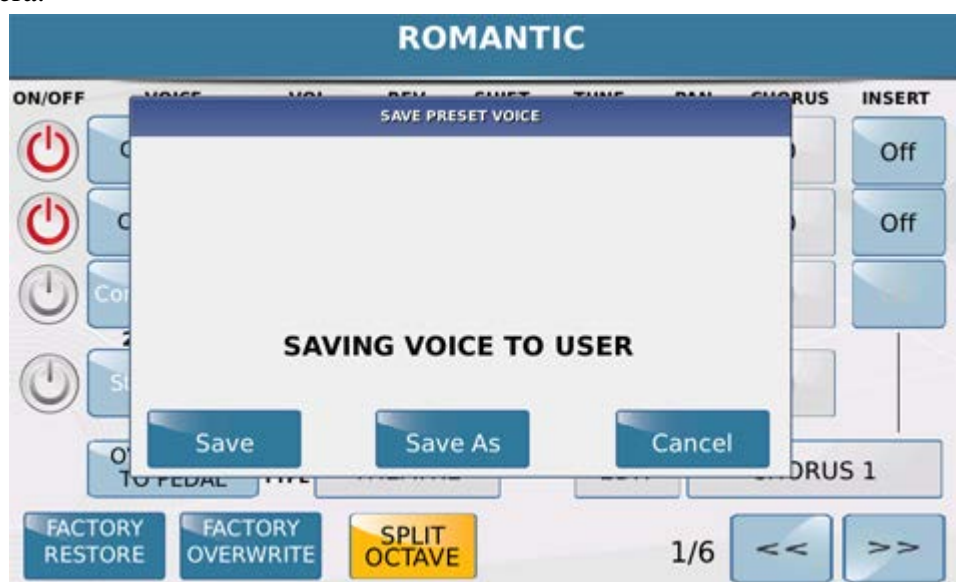 ROMANTIC
ON/OFF
INSERT
SAVE PRESET VOICE
Off
Off
SAVING VOICE TO USER
Save
Save As
Cancel
TO PEDAL
FACTORY
RESTORE
FACTORY
OVERWRITE
SPLIT
OCTAVE
1/6
<<
>>